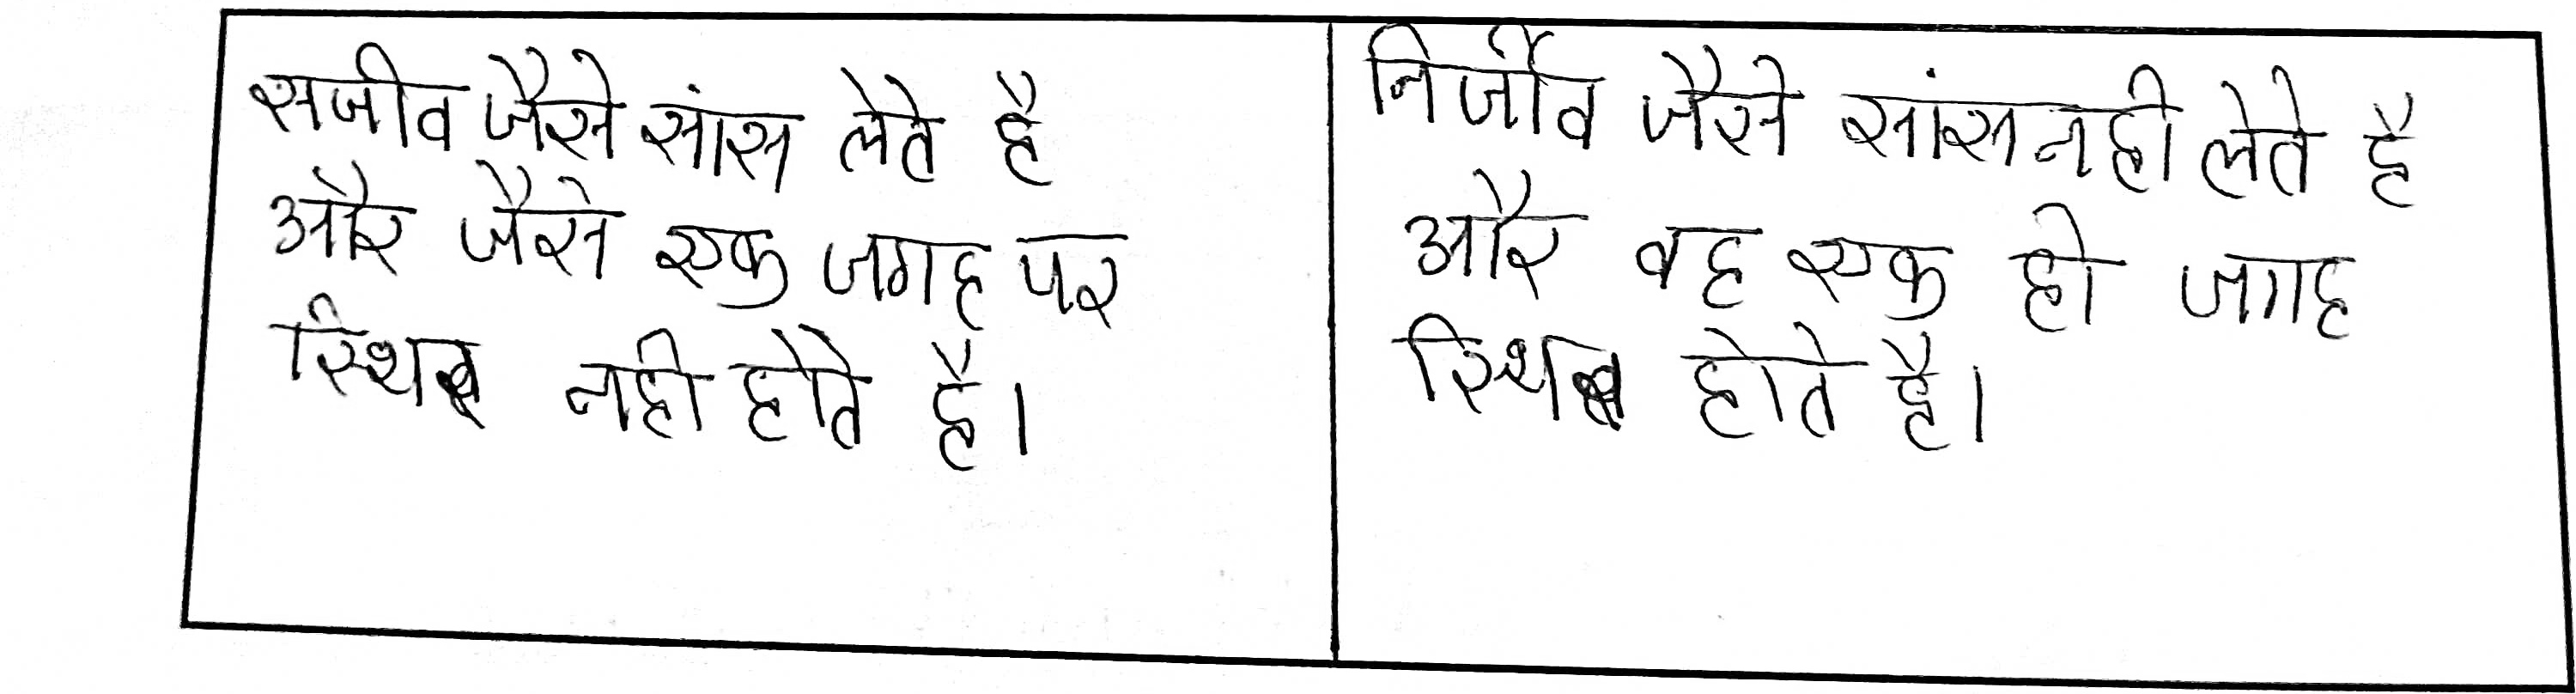 सजीव जैसे सांस लेते है
और जैसे एक जगह पर
स्थिर नही होते है।
निर्जीव जैसे सांस नही लेते है
और वह एक ही जगह
स्थिर होते है।